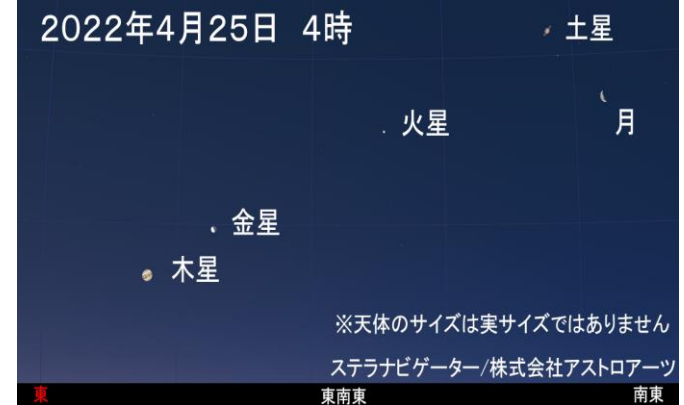 2022年4月25日 4時
土星
月
火星
金星
木星
※天体のサイズは実サイズではありません
ステラナビゲーター/株式会社アストロアーツ
東 東南東 南東